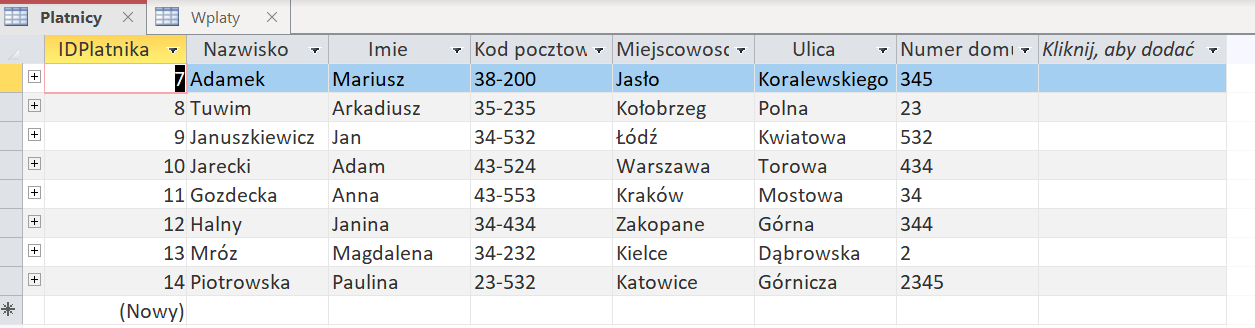 Platnicy Wplaty
IDPlatnika Nazwisko Imie Kod pocztow Miejscowosc Ulica Numer domu Kliknij, aby dodać
7 Adamek Mariusz 38-200 Jasło Koralewskiego 345
8 Tuwim Arkadiusz 35-235 Kołobrzeg Polna 23
9 Januszkiewicz Jan 34-532 Łódź Kwiatowa 532
10 Jarecki Adam 43-524 Warszawa Torowa 434
11 Gozdecka Anna 43-553 Kraków Mostowa 34
12 Halny Janina 34-434 Zakopane Górna 344
13 Mróz Magdalena 34-232 Kielce Dąbrowska 2
14 Piotrowska Paulina 23-532 Katowice Górnicza 2345
(Nowy)